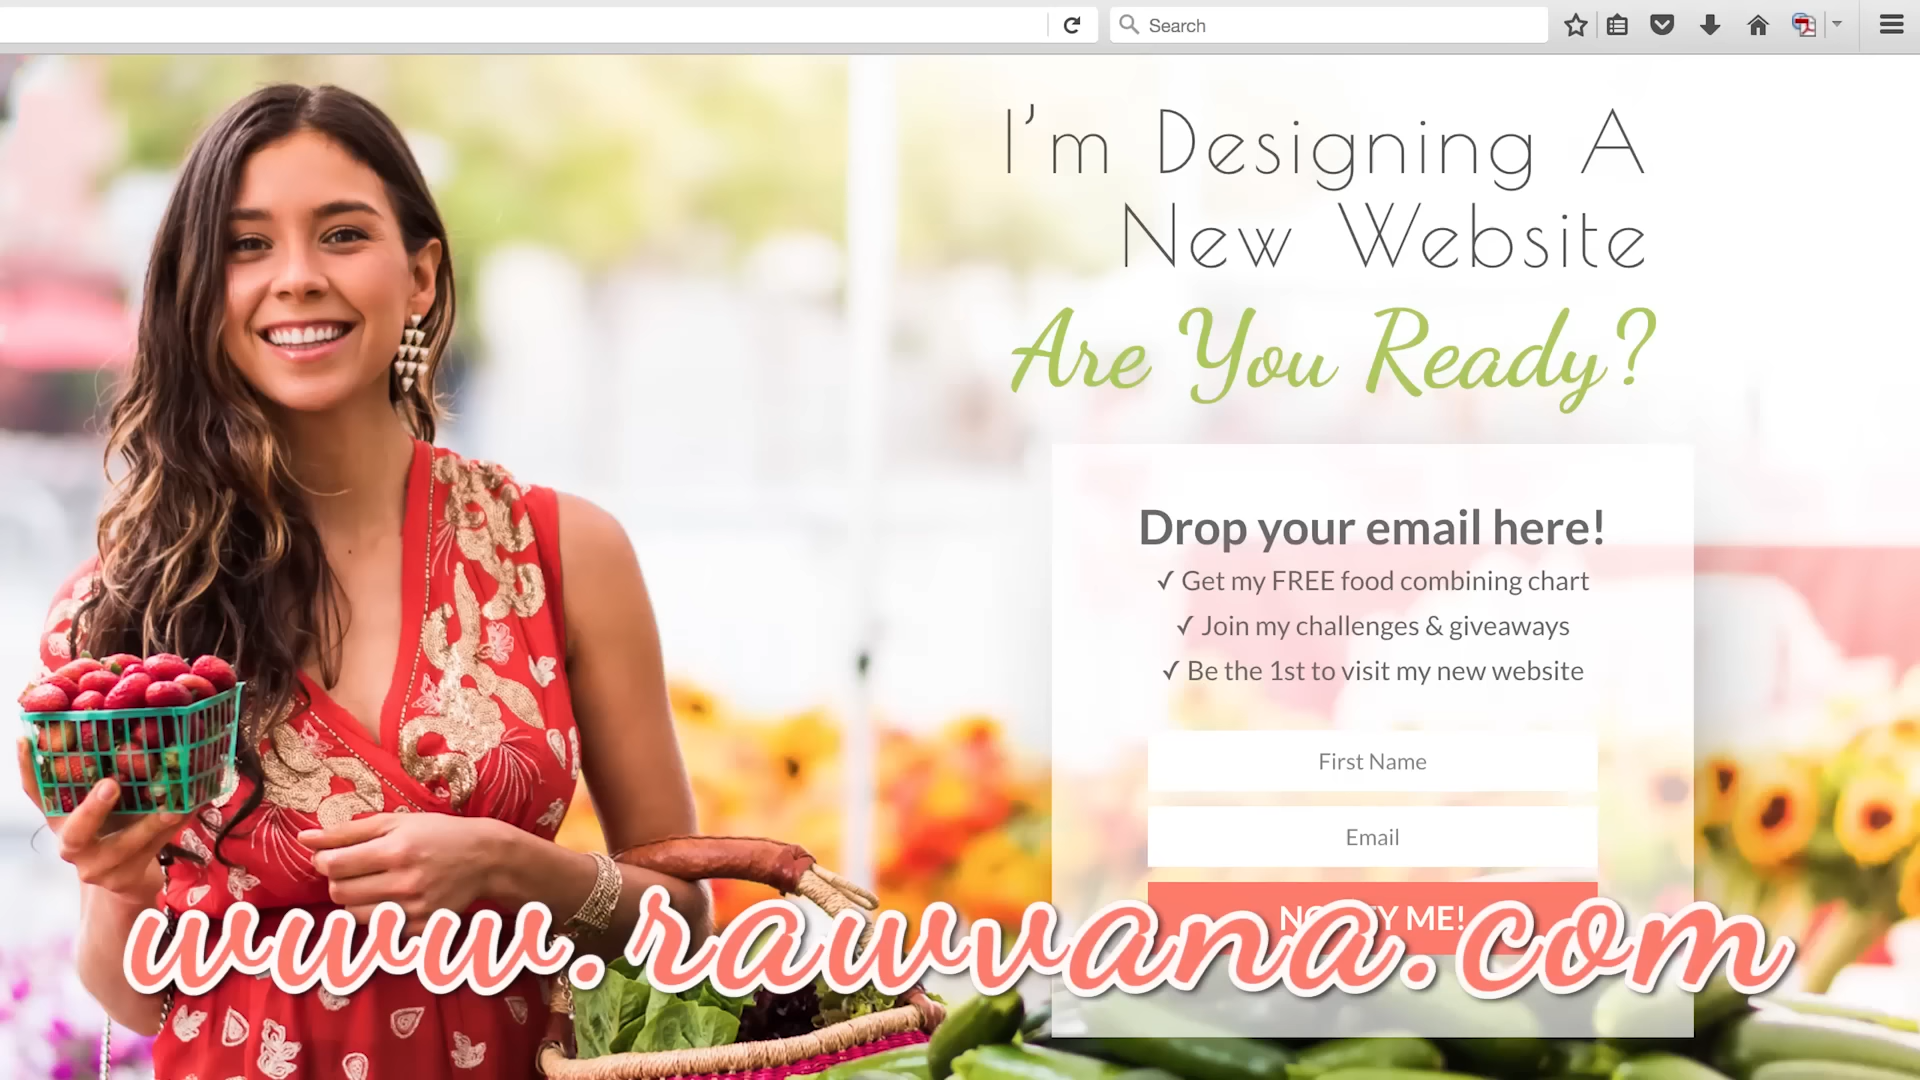 Search
I'm Designing A
New Website
Are You Ready?
Drop your email here!
✓ Get my FREE food combining chart
✓ Join my challenges & giveaways
✓ Be the 1st to visit my new website
First Name
Email
ME!
www.rawvana.com